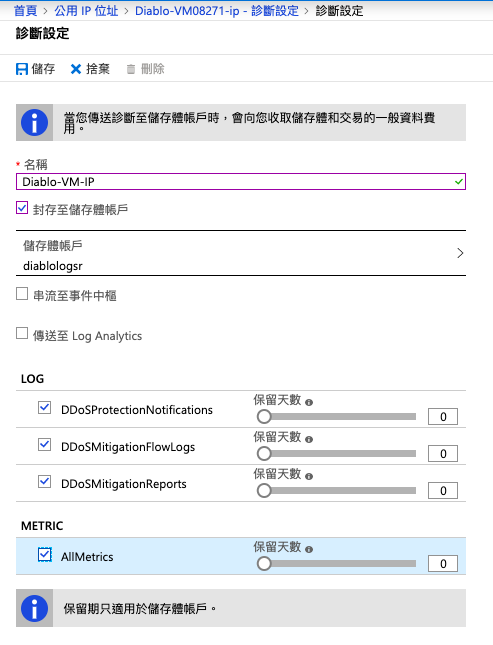 首頁 > 公用 IP 位址 > Diablo-VM08271-ip - 診斷設定 > 診斷設定
診斷設定
儲存 捨棄 刪除
當您傳送診斷至儲存體帳戶時，會向您收取儲存體和交易的一般資料費
用。
* 名稱
Diablo-VM-IP
封存至儲存體帳戶
儲存體帳戶
diablologsr
串流至事件中樞
傳送至 Log Analytics
LOG
保留天數
DDoSProtectionNotifications 0
保留天數
DDoSMitigationFlowLogs 0
保留天數
DDoSMitigationReports 0
METRIC
保留天數
AllMetrics 0
保留期只適用於儲存體帳戶。